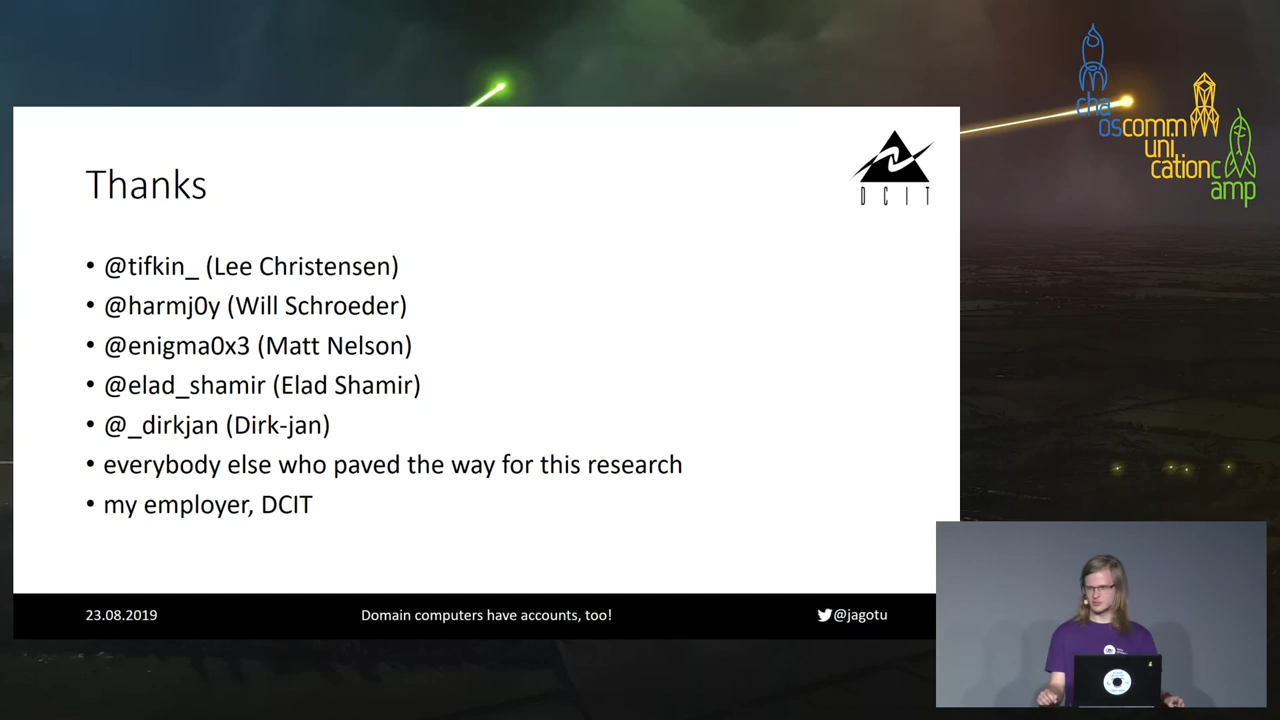 chaoscommunicationcamp
Thanks
DCIT
• @tifkin_ (Lee Christensen)
• @harmj0y (Will Schroeder)
• @enigma0x3 (Matt Nelson)
• @elad_shamir (Elad Shamir)
• @_dirkjan (Dirk-jan)
• everybody else who paved the way for this research
• my employer, DCIT
23.08.2019
Domain computers have accounts, too!
@jagotu